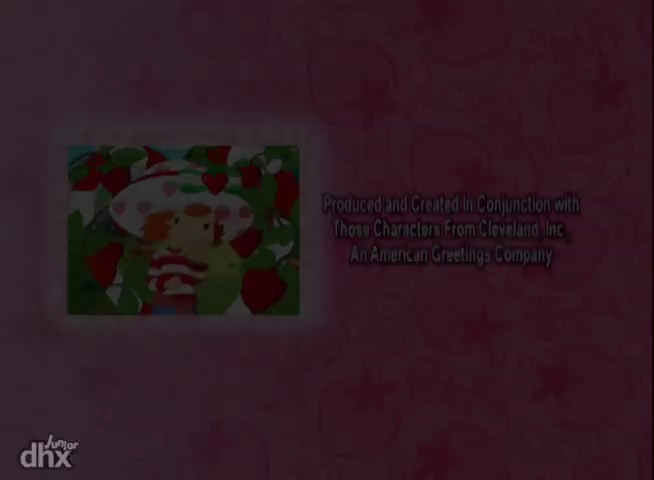 Produced and Created In Conjunction with
Those Characters From Cleveland, Inc.,
An American Greetings Company
dhx Junior